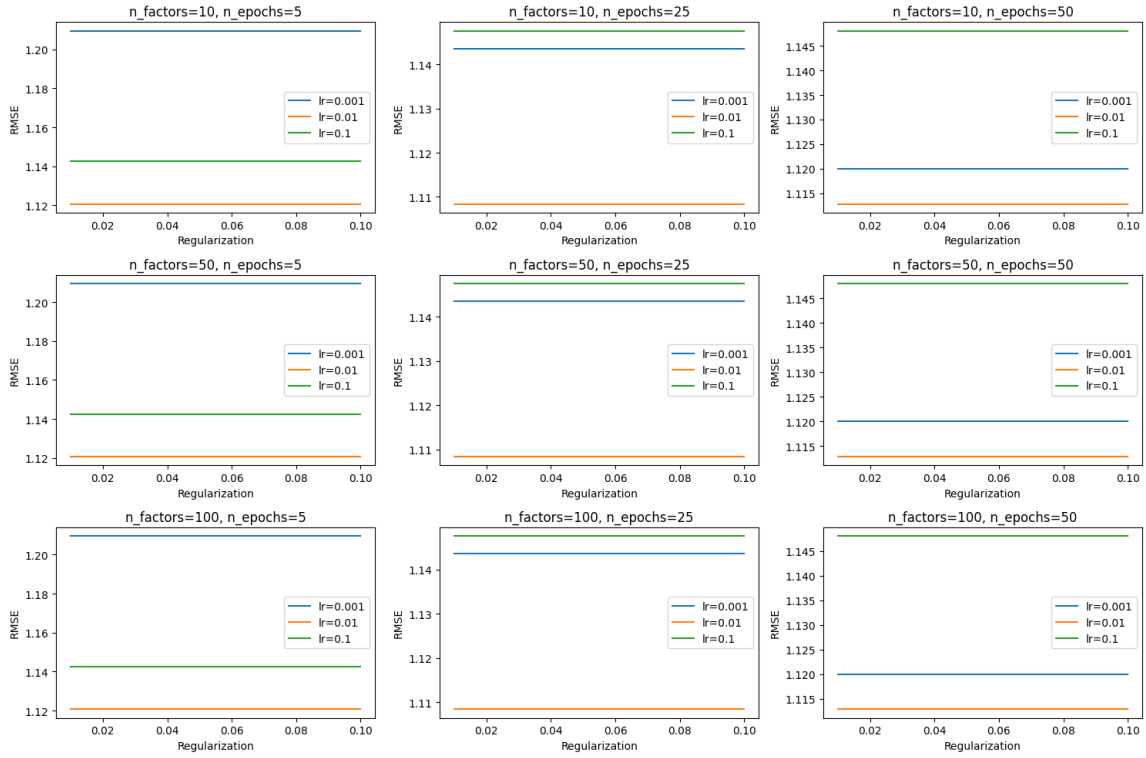 n_factors=10, n_epochs=5
1.20
1.18
1.16
1.14
1.12
RMSE
lr=0.001
lr=0.01
lr=0.1
0.02 0.04 0.06 0.08 0.10
Regularization
n_factors=10, n_epochs=25
1.14
1.13
1.12
1.11
RMSE
lr=0.001
lr=0.01
lr=0.1
0.02 0.04 0.06 0.08 0.10
Regularization
n_factors=10, n_epochs=50
1.145
1.140
1.135
1.130
1.125
1.120
1.115
RMSE
lr=0.001
lr=0.01
lr=0.1
0.02 0.04 0.06 0.08 0.10
Regularization
n_factors=50, n_epochs=5
1.20
1.18
1.16
1.14
1.12
RMSE
lr=0.001
lr=0.01
lr=0.1
0.02 0.04 0.06 0.08 0.10
Regularization
n_factors=50, n_epochs=25
1.14
1.13
1.12
1.11
RMSE
lr=0.001
lr=0.01
lr=0.1
0.02 0.04 0.06 0.08 0.10
Regularization
n_factors=50, n_epochs=50
1.145
1.140
1.135
1.130
1.125
1.120
1.115
RMSE
lr=0.001
lr=0.01
lr=0.1
0.02 0.04 0.06 0.08 0.10
Regularization
n_factors=100, n_epochs=5
1.20
1.18
1.16
1.14
1.12
RMSE
lr=0.001
lr=0.01
lr=0.1
0.02 0.04 0.06 0.08 0.10
Regularization
n_factors=100, n_epochs=25
1.14
1.13
1.12
1.11
RMSE
lr=0.001
lr=0.01
lr=0.1
0.02 0.04 0.06 0.08 0.10
Regularization
n_factors=100, n_epochs=50
1.145
1.140
1.135
1.130
1.125
1.120
1.115
RMSE
lr=0.001
lr=0.01
lr=0.1
0.02 0.04 0.06 0.08 0.10
Regularization